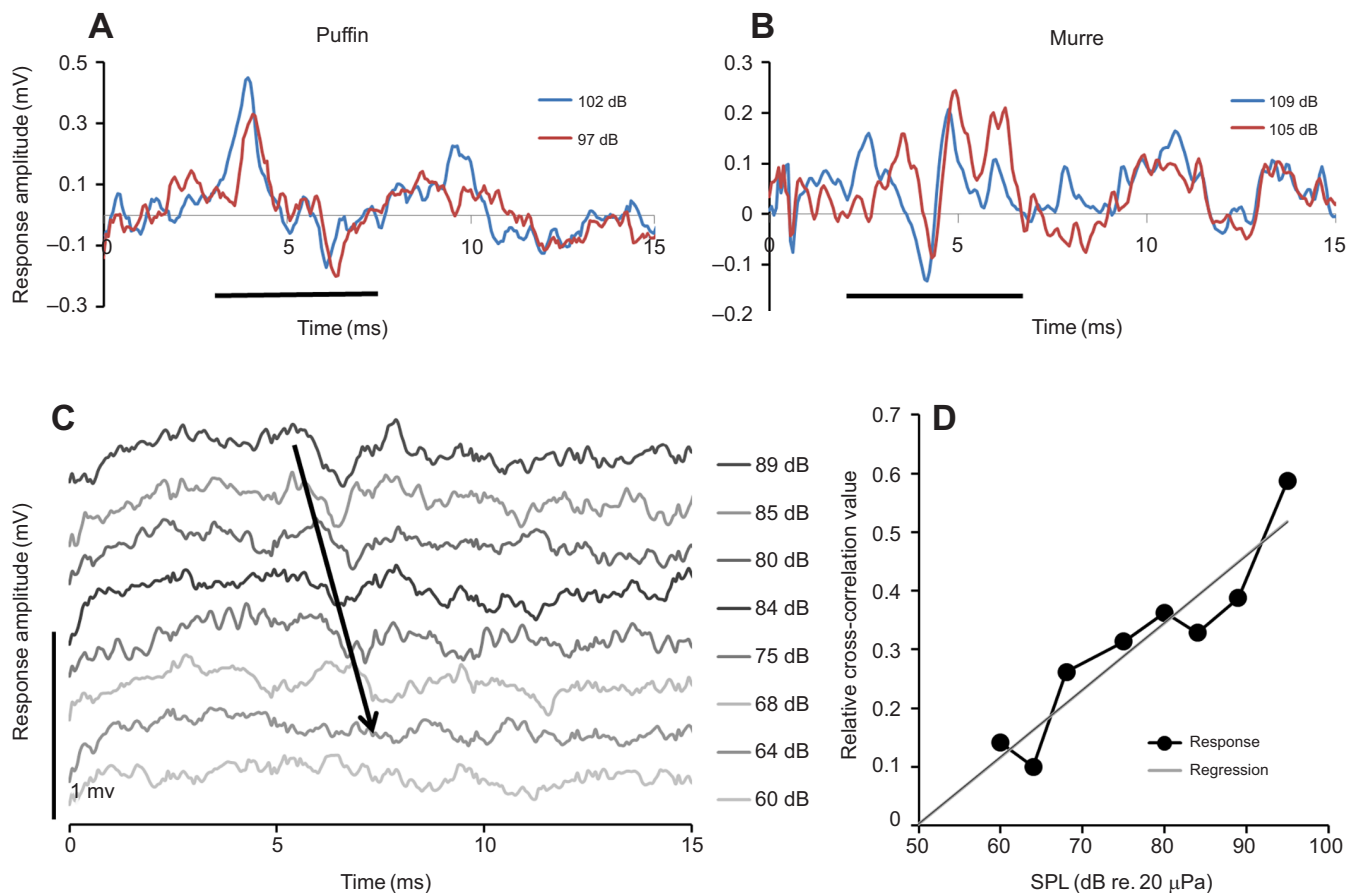 A
Puffin
Response amplitude (mV)
0.5
0.3
0.1
–0.1
–0.3
0
5
10
15
102 dB
97 dB
Time (ms)
B
Murre
0.3
0.2
0.1
0
–0.1
–0.2
0
5
10
15
109 dB
105 dB
Time (ms)
C
Response amplitude (mV)
1 mv
0
5
10
15
Time (ms)
89 dB
85 dB
80 dB
84 dB
75 dB
68 dB
64 dB
60 dB
D
Relative cross-correlation value
0.7
0.6
0.5
0.4
0.3
0.2
0.1
0
50
60
70
80
90
100
Response
Regression
SPL (dB re. 20 μPa)